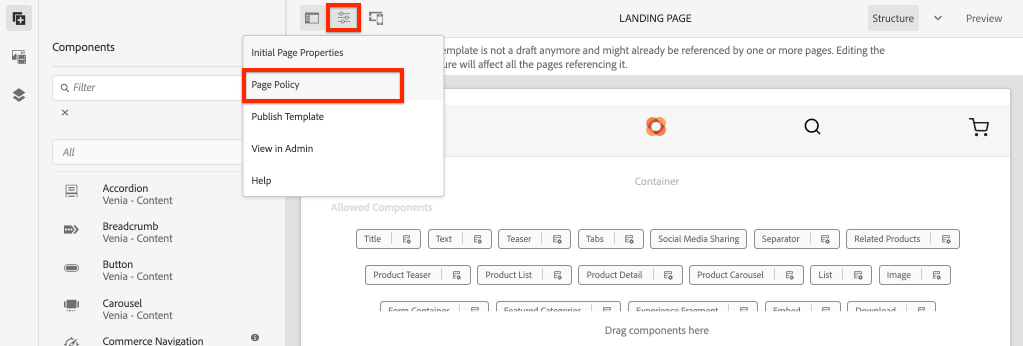 LANDING PAGE
Structure
Preview
Components
Filter
All
Accordion
Venia - Content
Breadcrumb
Venia - Content
Button
Venia - Content
Carousel
Venia - Content
Commerce Navigation
Initial Page Properties
Page Policy
Publish Template
View in Admin
Help
template is not a draft anymore and might already be referenced by one or more pages. Editing the
ure will affect all the pages referencing it.
Container
Allowed Components
Title Text Teaser Tabs Social Media Sharing Separator Related Products
Product Teaser Product List Product Detail Product Carousel List Image
Form Container Featured Categories Experience Fragment Embed Download
Drag components here